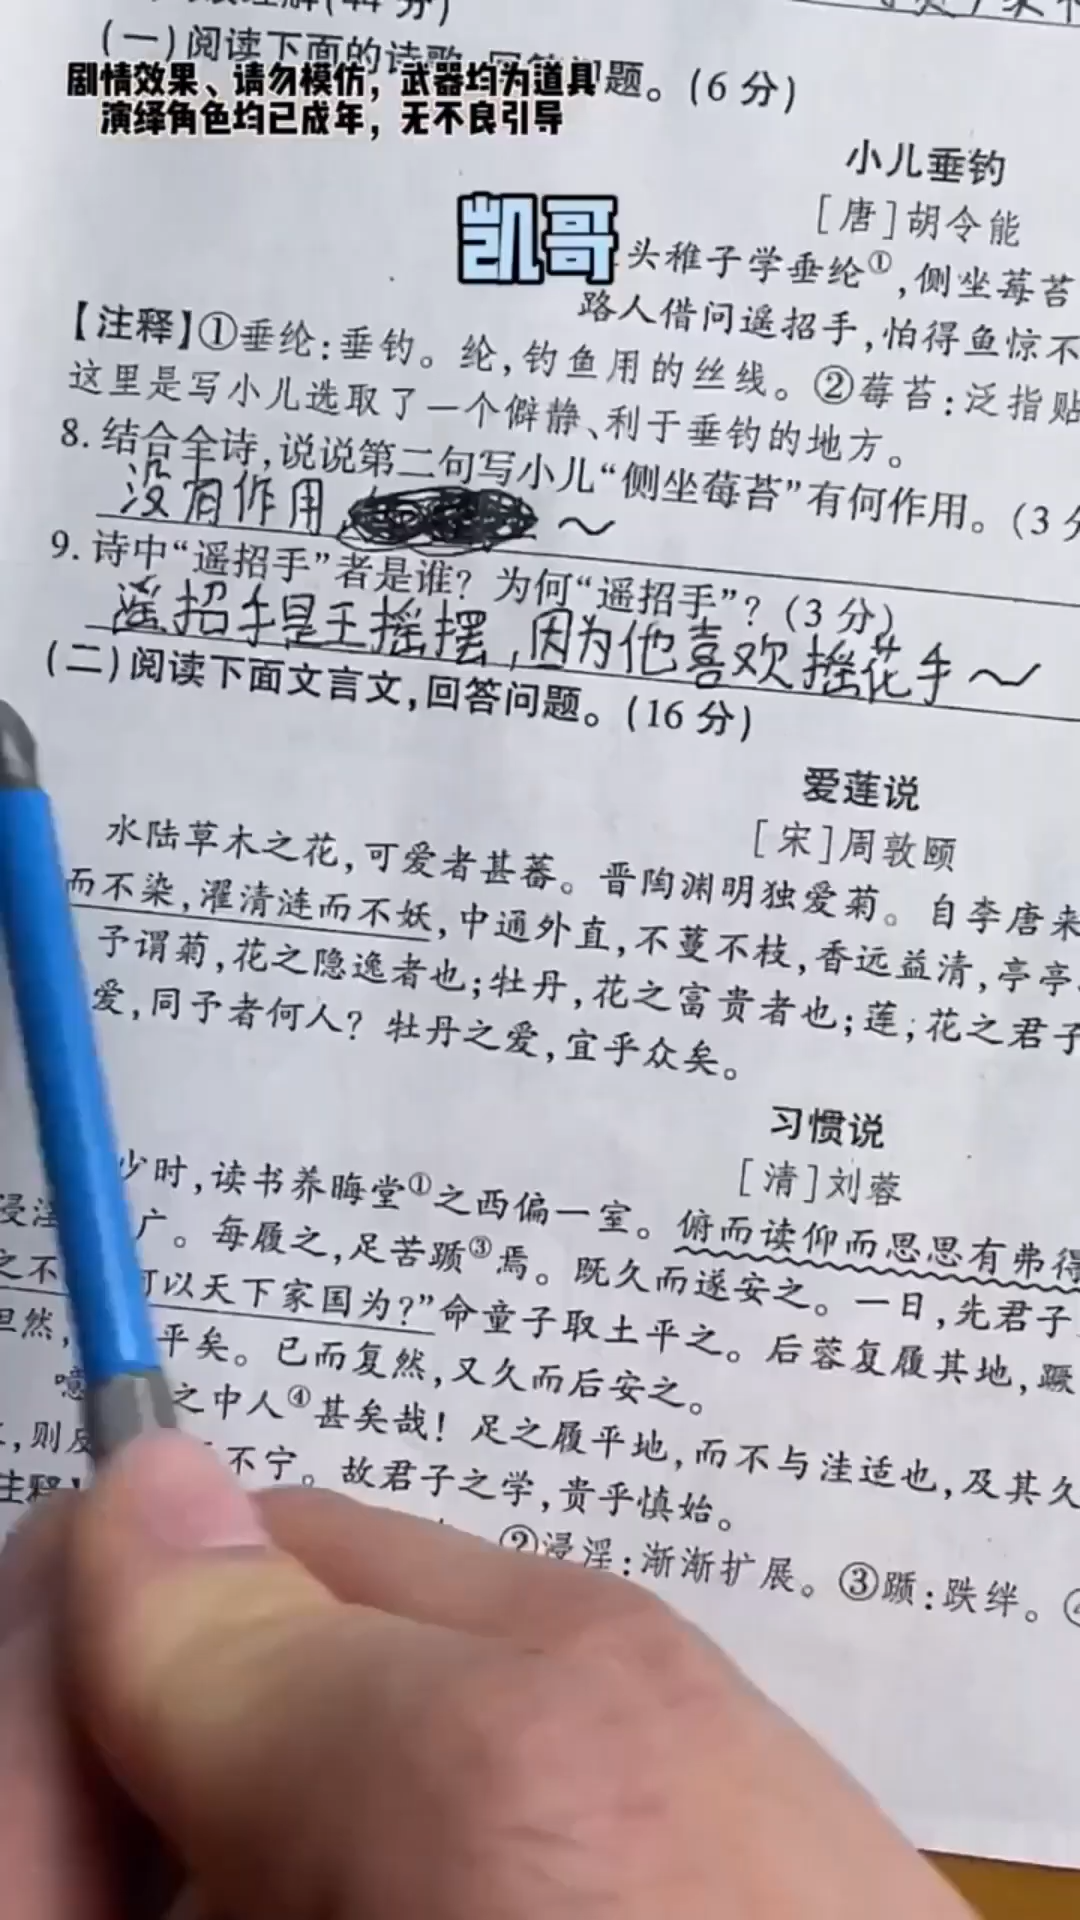 (一)阅读下面的诗歌,回答问题。(6分)
剧情效果、请勿模仿,武器均为道具
演绎角色均已成年,无不良引导
小儿垂钓
[唐]胡令能
凯哥
头稚子学垂纶①,侧坐莓苔
路人借问遥招手,怕得鱼惊不
【注释】①垂纶:垂钓。纶,钓鱼用的丝线。②莓苔:泛指贴
这里是写小儿选取了一个僻静、利于垂钓的地方。
8. 结合全诗,说说第二句写小儿“侧坐莓苔”有何作用。(3分
没有作用 ～
9. 诗中“遥招手”者是谁? 为何“遥招手”? (3分)
遥招手是王摇摆,因为他喜欢摇花手～
(二)阅读下面文言文,回答问题。(16分)
爱莲说
[宋]周敦颐
水陆草木之花,可爱者甚蕃。晋陶渊明独爱菊。自李唐来
而不染,濯清涟而不妖,中通外直,不蔓不枝,香远益清,亭亭
予谓菊,花之隐逸者也;牡丹,花之富贵者也;莲,花之君子
爱,同予者何人? 牡丹之爱,宜乎众矣。
习惯说
[清]刘蓉
少时,读书养晦堂①之西偏一室。俯而读仰而思思有弗得
浸淫 广。每履之,足苦踬③焉。既久而遂安之。一日,先君子
之不 可以天下家国为?”命童子取土平之。后蓉复履其地,蹶
坦然, 平矣。已而复然,又久而后安之。
噫 之中人④甚矣哉! 足之履平地,而不与洼适也,及其久
,则反 不宁。故君子之学,贵乎慎始。
注释】 ②浸淫:渐渐扩展。③踬:跌绊。④